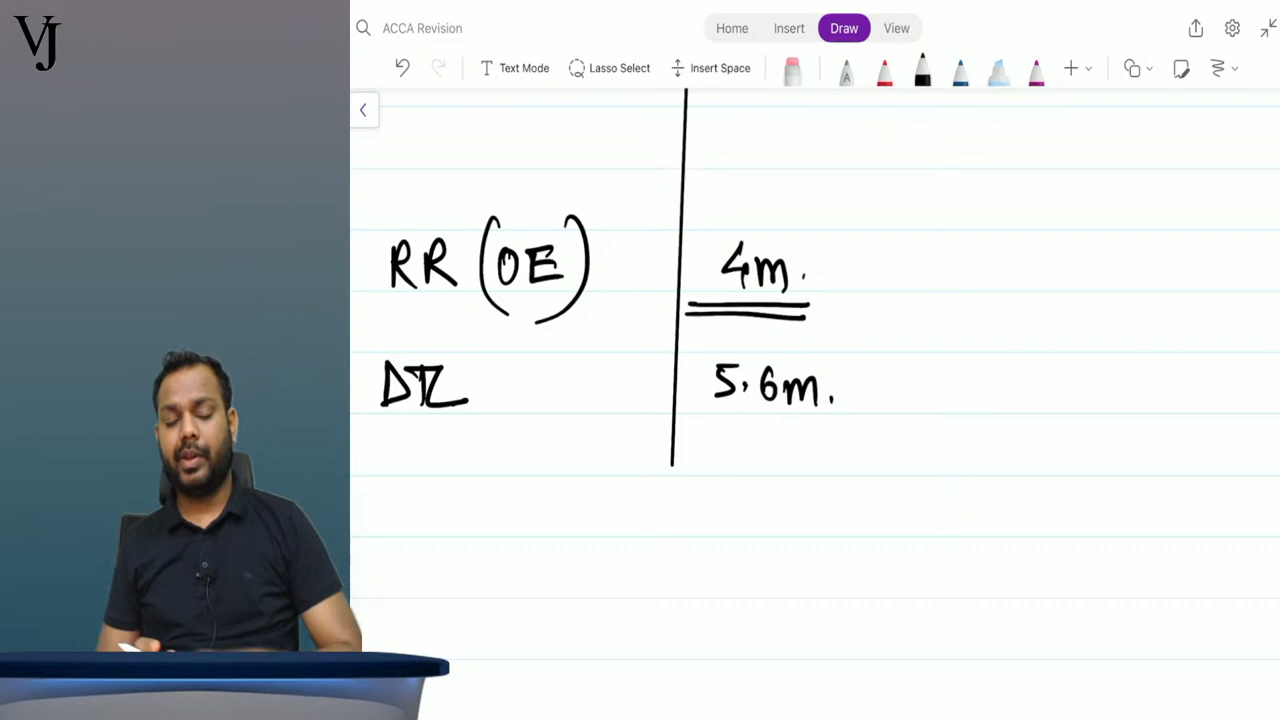 VJ
ACCA Revision
Home Insert Draw View
Text Mode Lasso Select Insert Space
A
RR (OE) 4m.
DTL 5.6m.